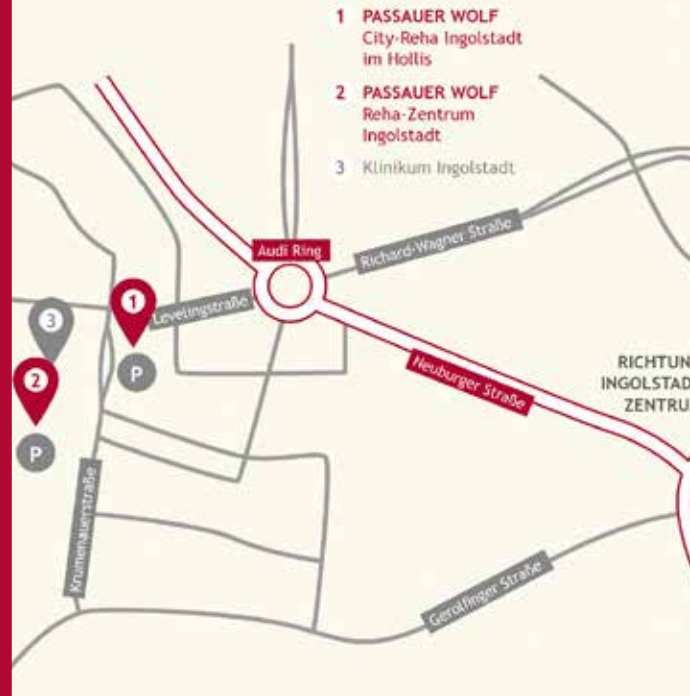 1 PASSAUER WOLF
City-Reha Ingolstadt
im Hollis
2 PASSAUER WOLF
Reha-Zentrum
Ingolstadt
3 Klinikum Ingolstadt
Audi Ring
Richard-Wagner Straße
Levelingstraße
1
3
2
P
P
Neuburger Straße
RICHTUN
INGOLSTAD
ZENTRU
Krumenauerstraße
Gerolfinger Straße